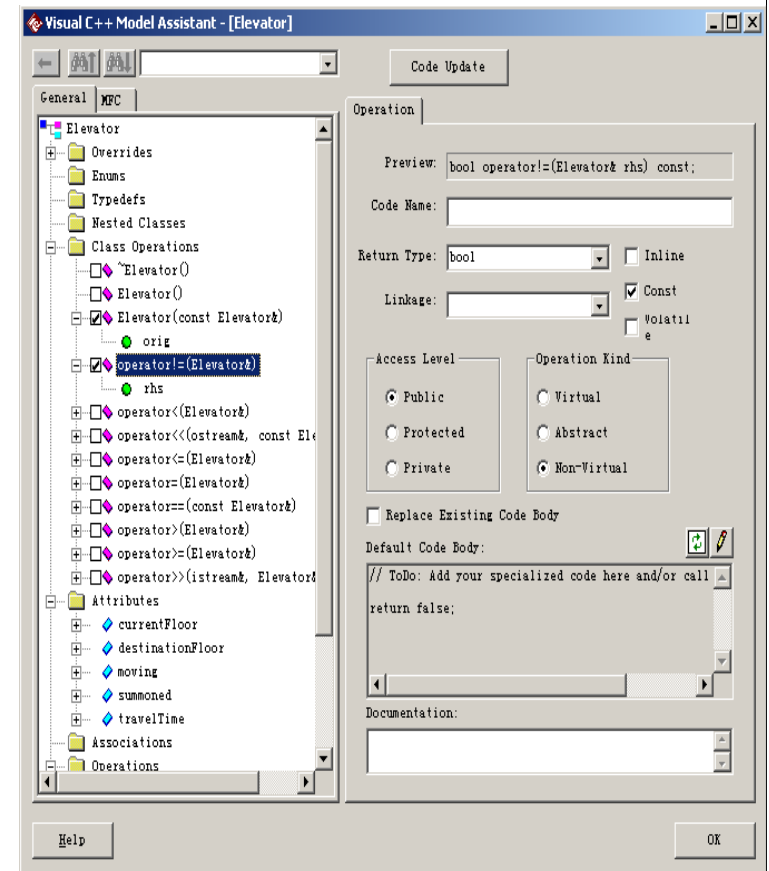 Visual C++ Model Assistant - [Elevator]
Code Update
General
MFC
Elevator
Overrides
Enums
Typedefs
Nested Classes
Class Operations
~Elevator()
Elevator()
Elevator(const Elevator&)
orig
operator!=(Elevator&)
rhs
operator<(Elevator&)
operator<<(ostream&, const Ele
operator<=(Elevator&)
operator=(Elevator&)
operator==(const Elevator&)
operator>(Elevator&)
operator>=(Elevator&)
operator>>(istream&, Elevator&
Attributes
currentFloor
destinationFloor
moving
summoned
travelTime
Associations
Operations
Operation
Preview: bool operator!=(Elevator& rhs) const;
Code Name:
Return Type: bool
Inline
Linkage:
Const
Volatil
e
Access Level
Public
Protected
Private
Operation Kind
Virtual
Abstract
Non-Virtual
Replace Existing Code Body
Default Code Body:
// ToDo: Add your specialized code here and/or call
return false;
Documentation:
Help
OK